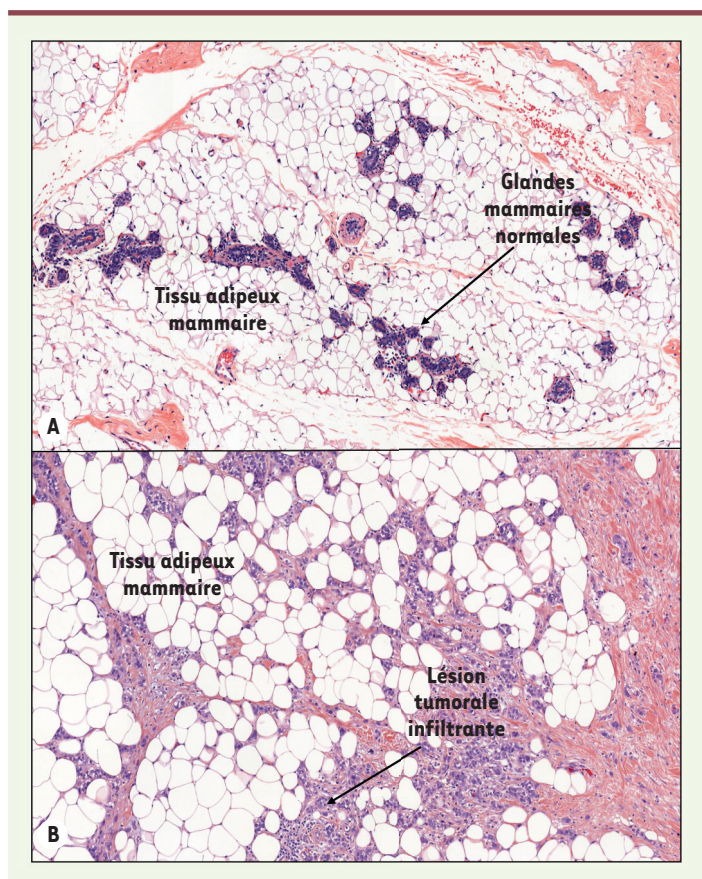 Glandes
mammaires
normales
Tissu adipeux
mammaire
A
Tissu adipeux
mammaire
Lésion
tumorale
infiltrante
B